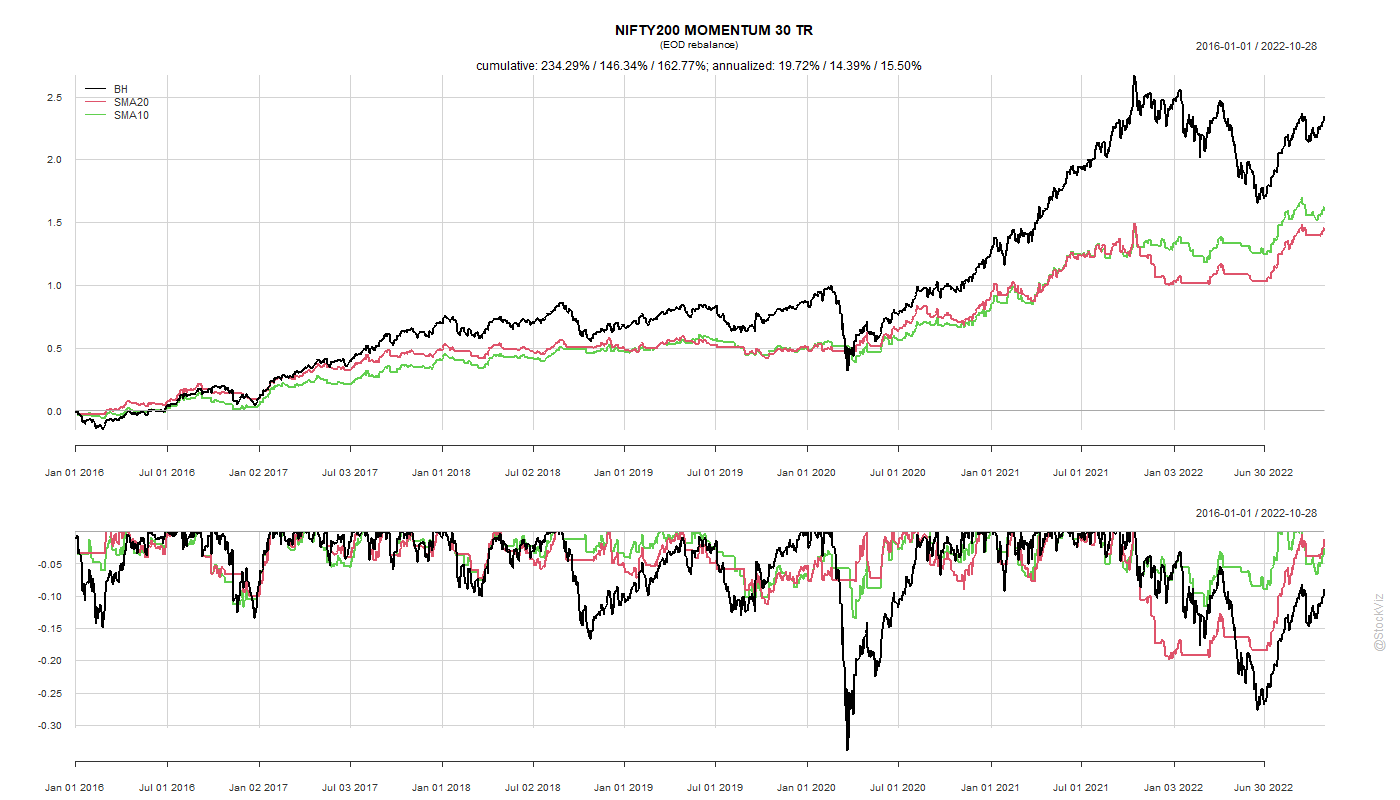 NIFTY200 MOMENTUM 30 TR
(EOD rebalance)
2016-01-01 / 2022-10-28
cumulative: 234.29% / 146.34% / 162.77%; annualized: 19.72% / 14.39% / 15.50%
BH
SMA20
SMA10
2.5
2.0
1.5
1.0
0.5
0.0
Jan 01 2016 Jul 01 2016 Jan 02 2017 Jul 03 2017 Jan 01 2018 Jul 02 2018 Jan 01 2019 Jul 01 2019 Jan 01 2020 Jul 01 2020 Jan 01 2021 Jul 01 2021 Jan 03 2022 Jun 30 2022
2016-01-01 / 2022-10-28
-0.05
-0.10
-0.15
-0.20
-0.25
-0.30
Jan 01 2016 Jul 01 2016 Jan 02 2017 Jul 03 2017 Jan 01 2018 Jul 02 2018 Jan 01 2019 Jul 01 2019 Jan 01 2020 Jul 01 2020 Jan 01 2021 Jul 01 2021 Jan 03 2022 Jun 30 2022
@StockViz